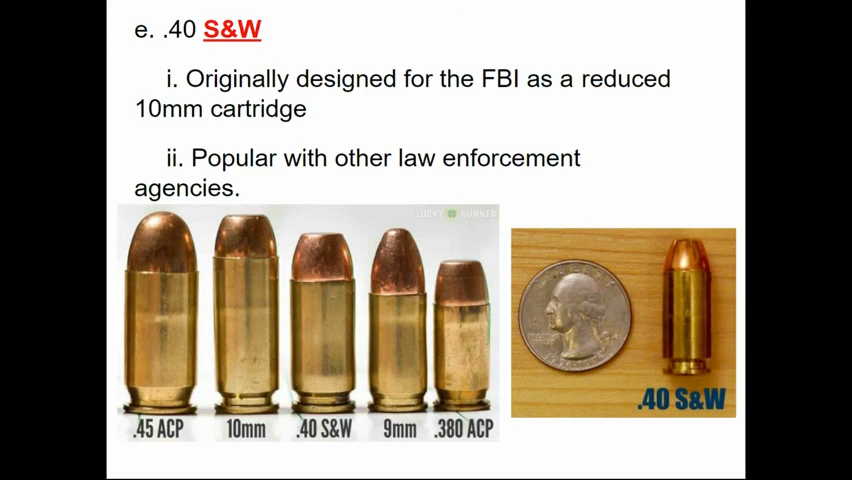 e. .40 S&W
i. Originally designed for the FBI as a reduced
10mm cartridge
ii. Popular with other law enforcement
agencies.
LUCKY GUNNER
.45 ACP 10mm .40 S&W 9mm .380 ACP
.40 S&W